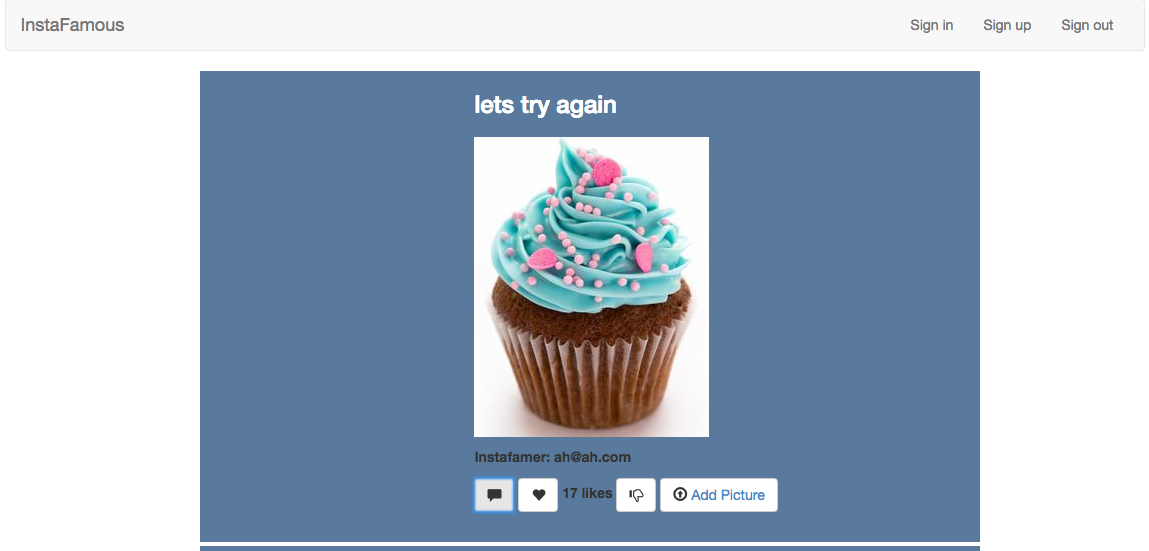 InstaFamous Sign in Sign up Sign out
lets try again
Instafamer: ah@ah.com
17 likes Add Picture